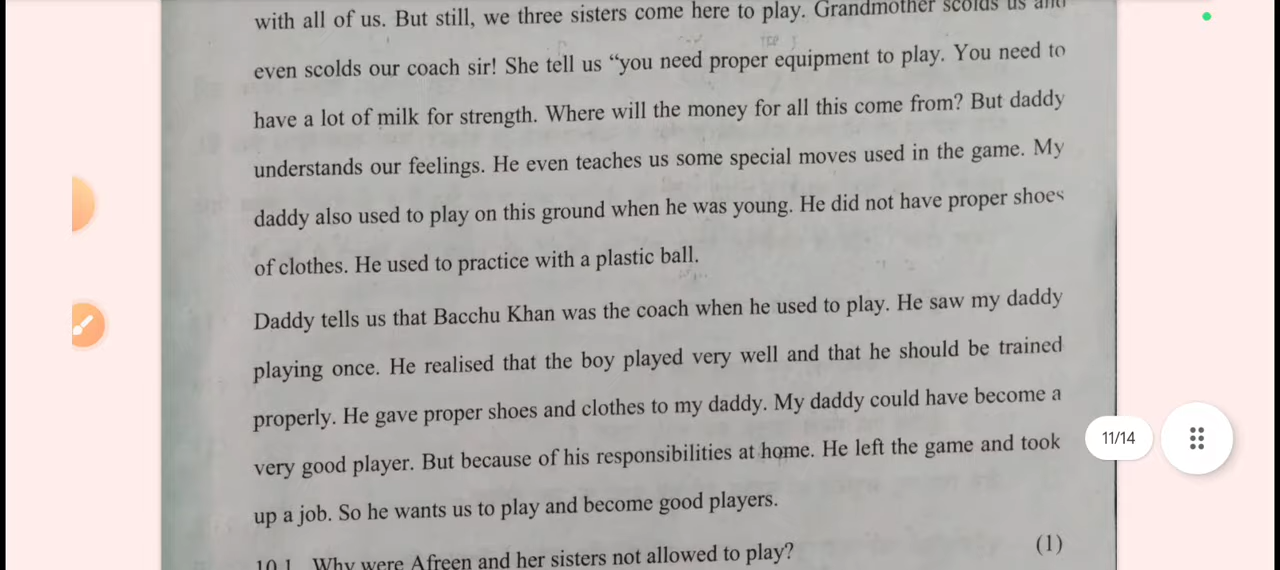 with all of us. But still, we three sisters come here to play. Grandmother scolds us and
even scolds our coach sir! She tell us “you need proper equipment to play. You need to
have a lot of milk for strength. Where will the money for all this come from? But daddy
understands our feelings. He even teaches us some special moves used in the game. My
daddy also used to play on this ground when he was young. He did not have proper shoes
of clothes. He used to practice with a plastic ball.
Daddy tells us that Bacchu Khan was the coach when he used to play. He saw my daddy
playing once. He realised that the boy played very well and that he should be trained
properly. He gave proper shoes and clothes to my daddy. My daddy could have become a
11/14
very good player. But because of his responsibilities at home. He left the game and took
up a job. So he wants us to play and become good players.
10.1 Why were Afreen and her sisters not allowed to play? (1)